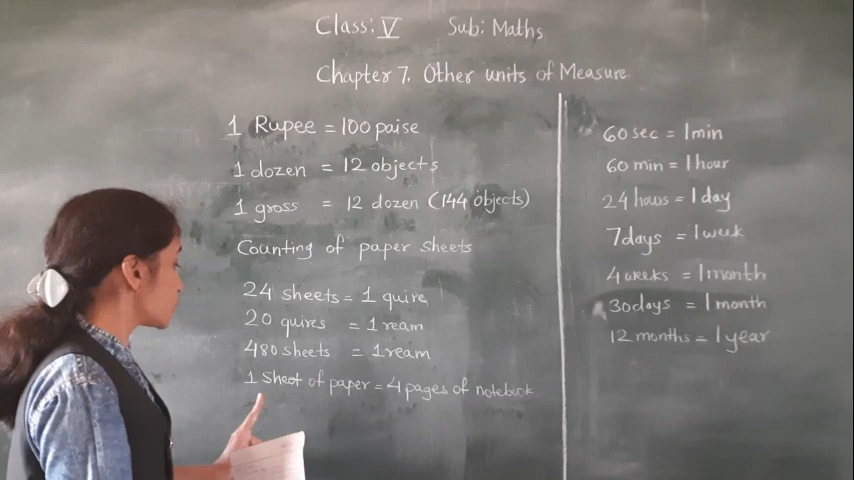 Class: V Sub: Maths
Chapter 7. Other units of Measure.
1 Rupee = 100 paise
1 dozen = 12 objects
1 gross = 12 dozen (144 objects)
Counting of paper sheets
24 sheets = 1 quire
20 quires = 1 ream
480 sheets = 1 ream
1 Sheet of paper = 4 pages of notebook.
60 sec = 1 min
60 min = 1 hour
24 hours = 1 day
7 days = 1 week
4 weeks = 1 month
30 days = 1 month
12 months = 1 year